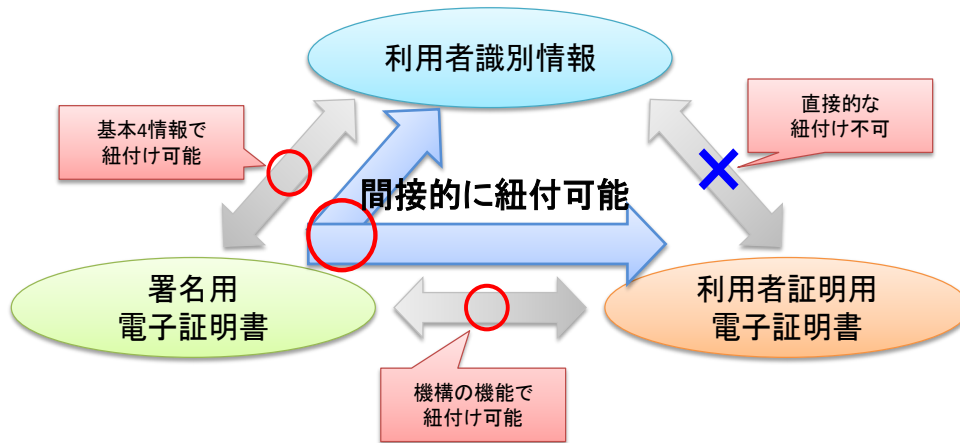 利用者識別情報
基本4情報で
紐付け可能
直接的な
紐付け不可
間接的に紐付可能
署名用
電子証明書
利用者証明用
電子証明書
機構の機能で
紐付け可能